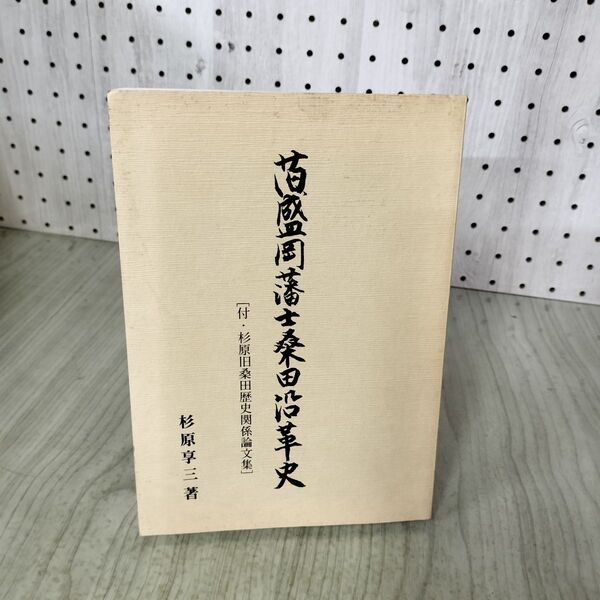 舊盛岡藩士桑田沿革史
［付・杉原旧桑田歴史関係論文集］
杉原享三 著